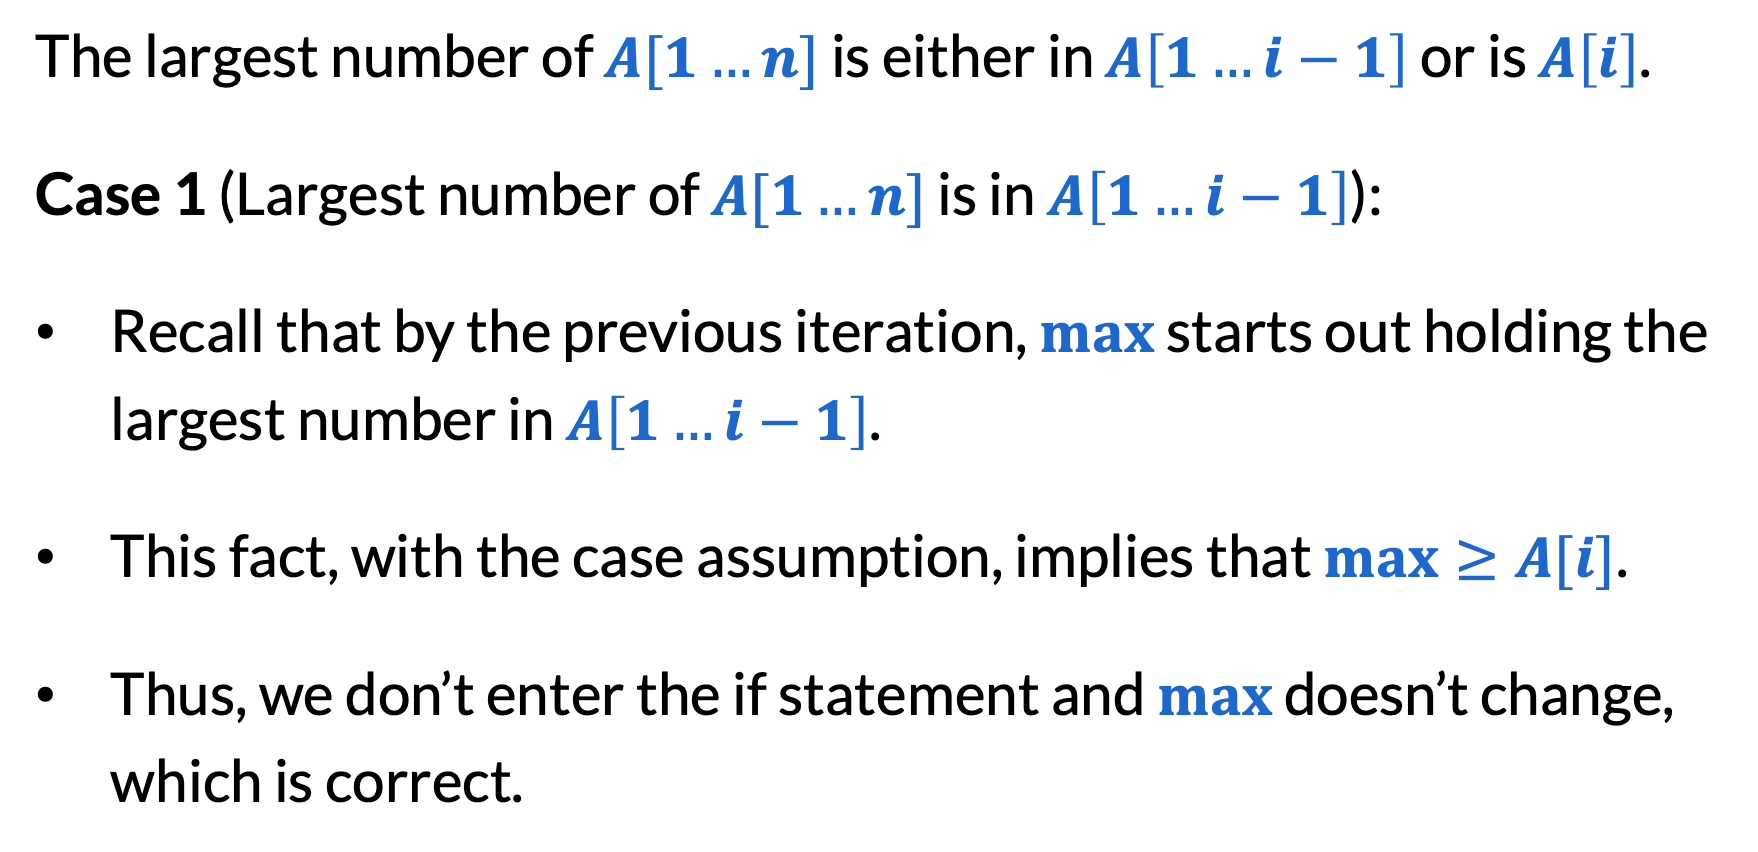 The largest number of A[1 … n] is either in A[1 … i − 1] or is A[i].
Case 1 (Largest number of A[1 … n] is in A[1 … i − 1]):
• Recall that by the previous iteration, max starts out holding the
largest number in A[1 … i − 1].
• This fact, with the case assumption, implies that max ≥ A[i].
• Thus, we don’t enter the if statement and max doesn’t change,
which is correct.